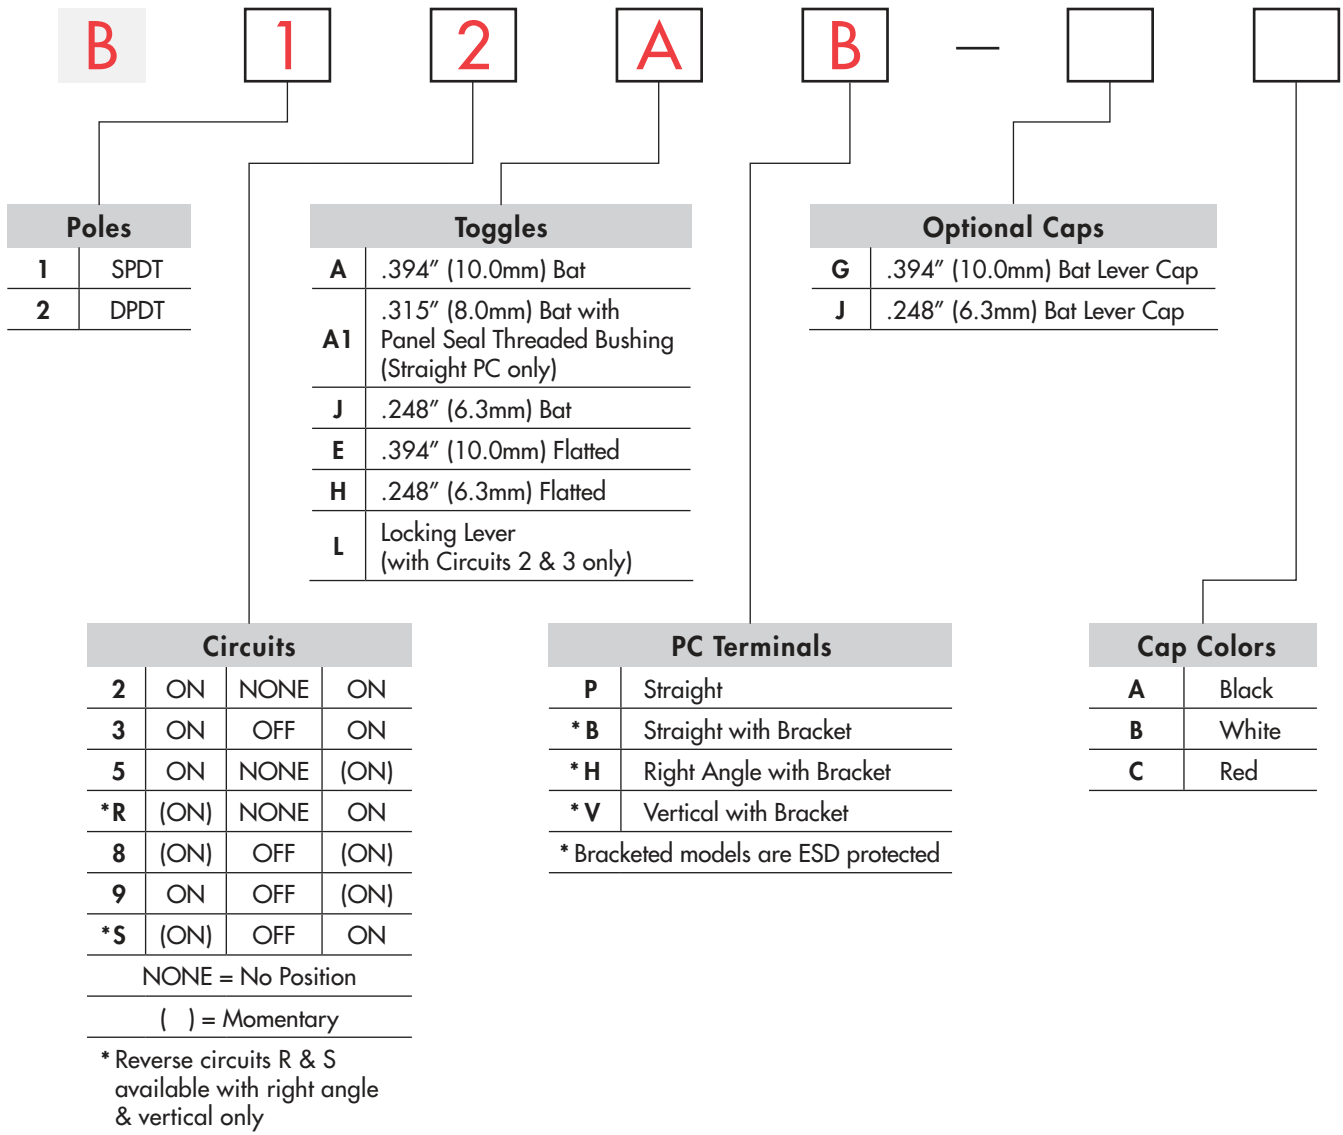 B 1 2 A B —
Poles
1 SPDT
2 DPDT
Toggles
A .394″ (10.0mm) Bat
A1 .315″ (8.0mm) Bat with
Panel Seal Threaded Bushing
(Straight PC only)
J .248″ (6.3mm) Bat
E .394″ (10.0mm) Flatted
H .248″ (6.3mm) Flatted
L Locking Lever
(with Circuits 2 & 3 only)
Optional Caps
G .394″ (10.0mm) Bat Lever Cap
J .248″ (6.3mm) Bat Lever Cap
Circuits
2 ON NONE ON
3 ON OFF ON
5 ON NONE (ON)
*R (ON) NONE ON
8 (ON) OFF (ON)
9 ON OFF (ON)
*S (ON) OFF ON
NONE = No Position
( ) = Momentary
* Reverse circuits R & S
available with right angle
& vertical only
PC Terminals
P Straight
* B Straight with Bracket
* H Right Angle with Bracket
* V Vertical with Bracket
* Bracketed models are ESD protected
Cap Colors
A Black
B White
C Red